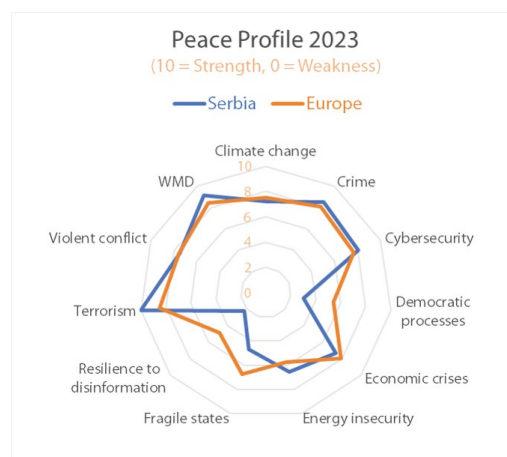 Peace Profile 2023
(10 = Strength, 0 = Weakness)
Serbia Europe
Climate change
10
8
6
4
2
0
WMD
Crime
Violent conflict
Cybersecurity
Terrorism
Democratic
processes
Resilience to
disinformation
Economic crises
Fragile states
Energy insecurity